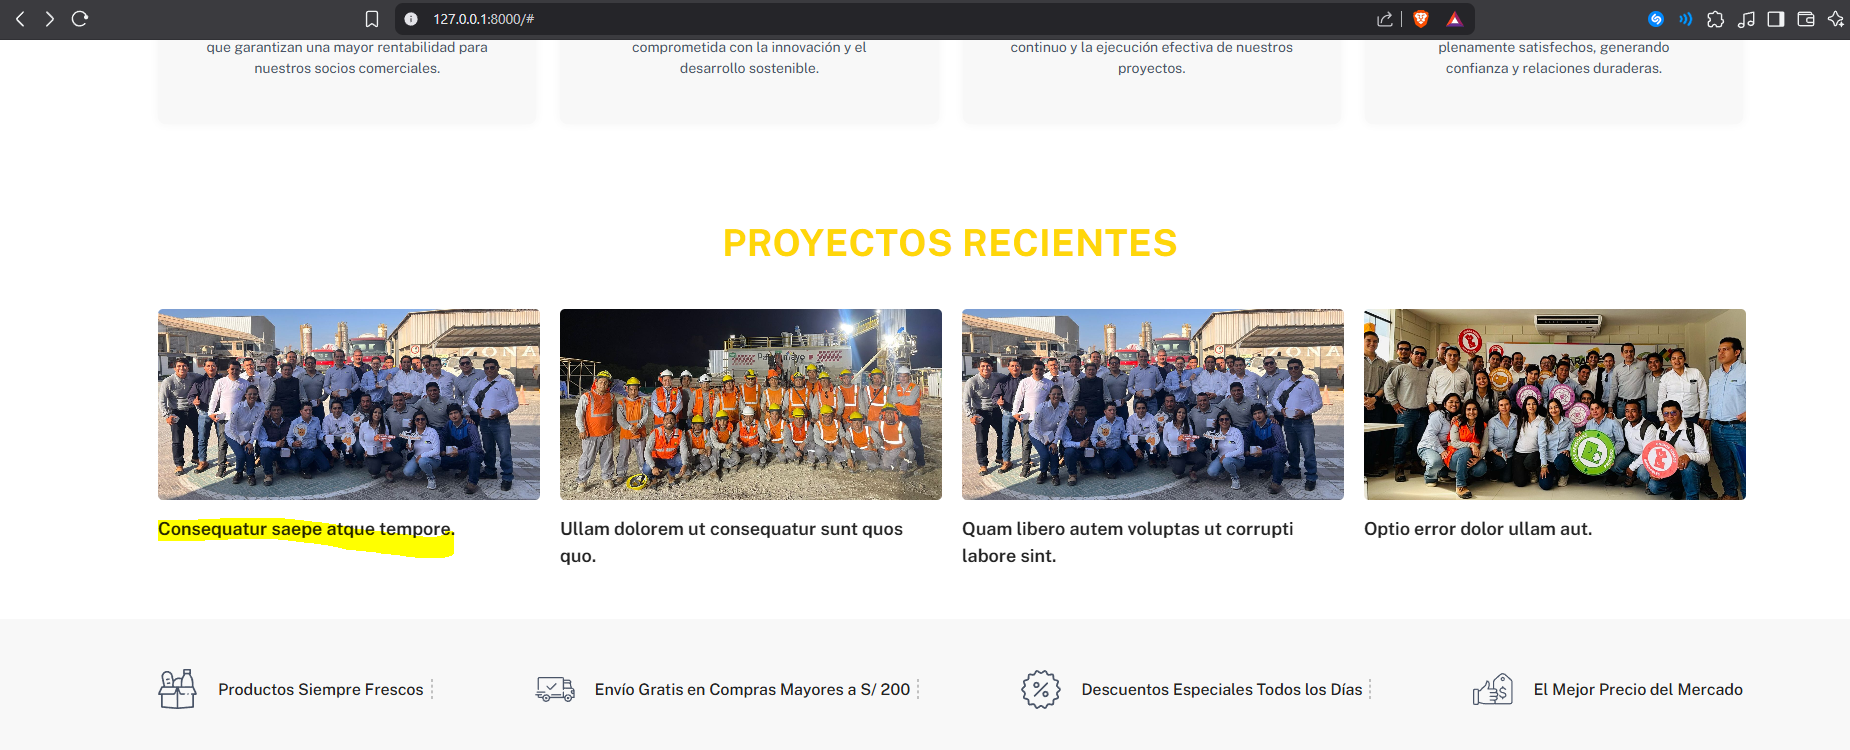 127.0.0.1:8000/#
que garantizan una mayor rentabilidad para
nuestros socios comerciales.
comprometida con la innovación y el
desarrollo sostenible.
continuo y la ejecución efectiva de nuestros
proyectos.
plenamente satisfechos, generando
confianza y relaciones duraderas.
PROYECTOS RECIENTES
Consequatur saepe atque tempore.
Ullam dolorem ut consequatur sunt quos
quo.
Quam libero autem voluptas ut corrupti
labore sint.
Optio error dolor ullam aut.
Productos Siempre Frescos
Envío Gratis en Compras Mayores a S/ 200
Descuentos Especiales Todos los Días
El Mejor Precio del Mercado